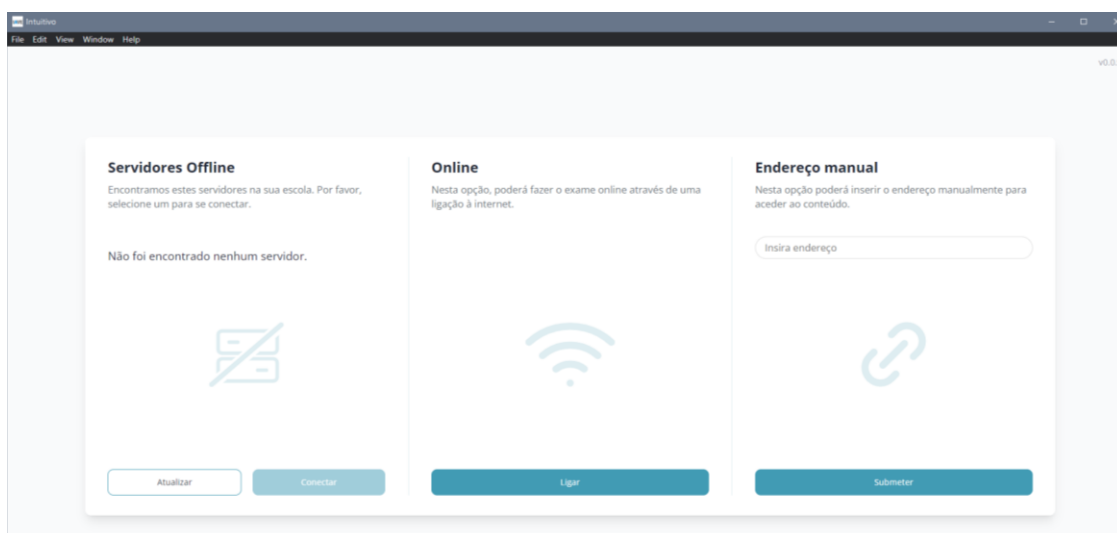 Intuitivo
File Edit View Window Help
v0.0.
Servidores Offline
Encontramos estes servidores na sua escola. Por favor,
selecione um para se conectar.
Não foi encontrado nenhum servidor.
Atualizar
Conectar
Online
Nesta opção, poderá fazer o exame online através de uma
ligação à internet.
Ligar
Endereço manual
Nesta opção poderá inserir o endereço manualmente para
aceder ao conteúdo.
Insira endereço
Submeter